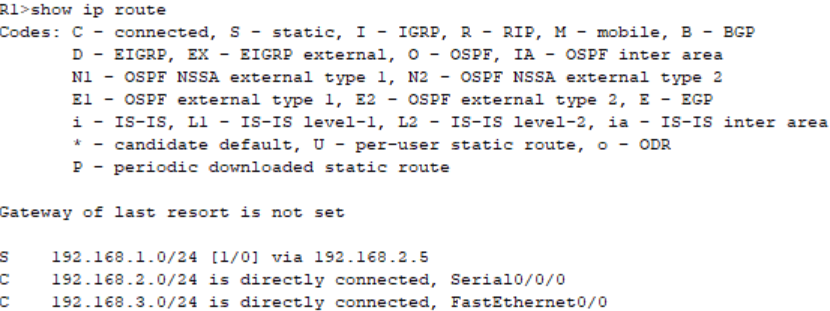 R1>show ip route
Codes: C - connected, S - static, I - IGRP, R - RIP, M - mobile, B - BGP
D - EIGRP, EX - EIGRP external, O - OSPF, IA - OSPF inter area
N1 - OSPF NSSA external type 1, N2 - OSPF NSSA external type 2
E1 - OSPF external type 1, E2 - OSPF external type 2, E - EGP
i - IS-IS, L1 - IS-IS level-1, L2 - IS-IS level-2, ia - IS-IS inter area
* - candidate default, U - per-user static route, o - ODR
P - periodic downloaded static route
Gateway of last resort is not set
S 192.168.1.0/24 [1/0] via 192.168.2.5
C 192.168.2.0/24 is directly connected, Serial0/0/0
C 192.168.3.0/24 is directly connected, FastEthernet0/0